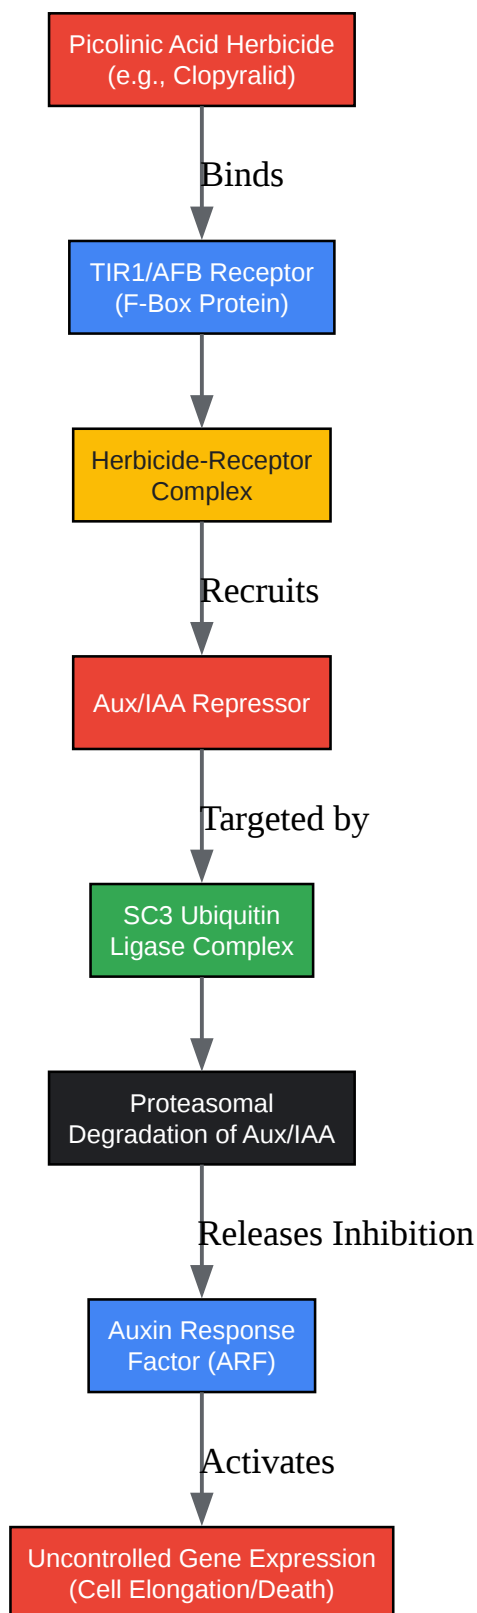 Picolinic Acid Herbicide
(e.g., Clopyralid)
Binds
TIR1/AFB Receptor
(F-Box Protein)
Herbicide-Receptor
Complex
Recruits
Aux/IAA Repressor
Targeted by
SC3 Ubiquitin
Ligase Complex
Proteasomal
Degradation of Aux/IAA
Releases Inhibition
Auxin Response
Factor (ARF)
Activates
Uncontrolled Gene Expression
(Cell Elongation/Death)